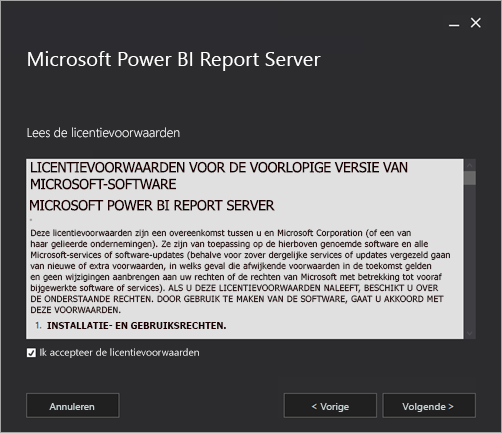 Microsoft Power BI Report Server
Lees de licentievoorwaarden
LICENTIEVOORWAARDEN VOOR DE VOORLOPIGE VERSIE VAN
MICROSOFT-SOFTWARE
MICROSOFT POWER BI REPORT SERVER
Deze licentievoorwaarden zijn een overeenkomst tussen u en Microsoft Corporation (of een van
haar gelieerde ondernemingen). Ze zijn van toepassing op de hierboven genoemde software en alle
Microsoft-services of software-updates (behalve voor zover dergelijke services of updates vergezeld gaan
van nieuwe of extra voorwaarden, in welks geval die afwijkende voorwaarden in de toekomst gelden
en geen wijzigingen aanbrengen aan uw rechten of de rechten van Microsoft met betrekking tot vooraf
bijgewerkte software of services). ALS U DEZE LICENTIEVOORWAARDEN NALEEFT, BESCHIKT U OVER
DE ONDERSTAANDE RECHTEN. DOOR GEBRUIK TE MAKEN VAN DE SOFTWARE, GAAT U AKKOORD MET
DEZE VOORWAARDEN.
1. INSTALLATIE- EN GEBRUIKSRECHTEN.
Ik accepteer de licentievoorwaarden
Annuleren
< Vorige
Volgende >